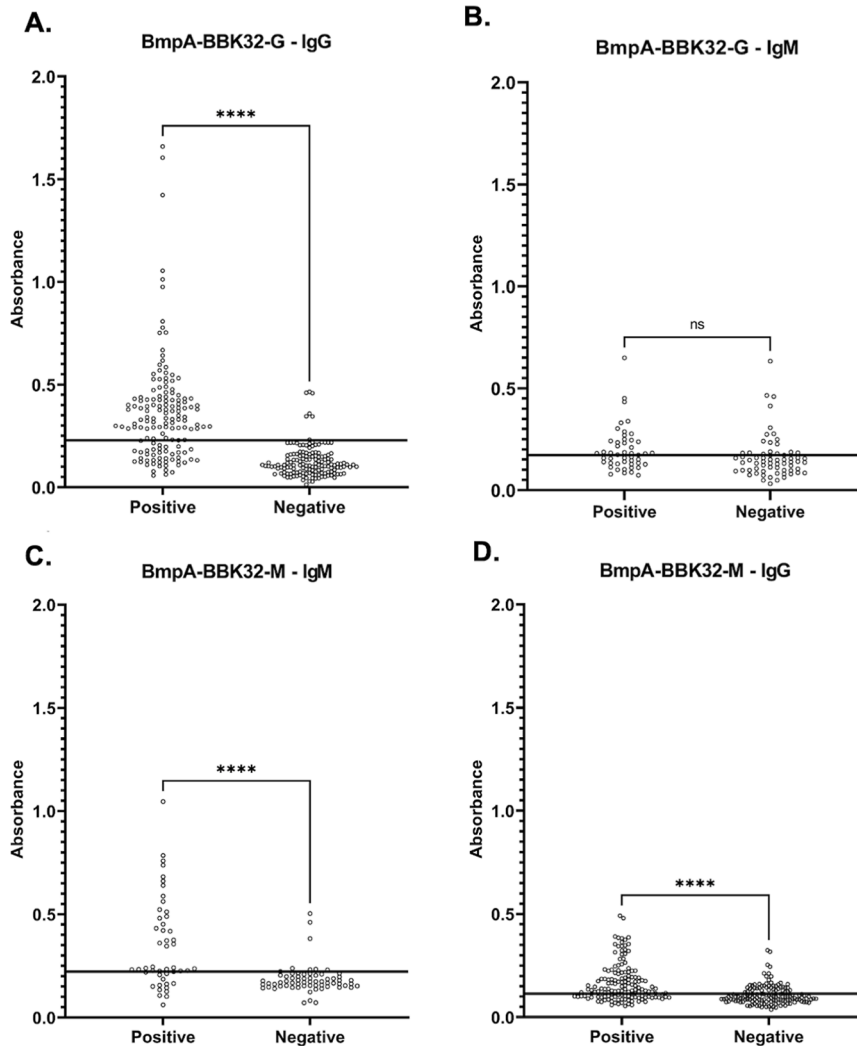 A.
BmpA-BBK32-G - IgG
2.0
1.5
1.0
0.5
0.0
Absorbance
****
Positive
Negative
B.
BmpA-BBK32-G - IgM
2.0
1.5
1.0
0.5
0.0
Absorbance
ns
Positive
Negative
C.
BmpA-BBK32-M - IgM
2.0
1.5
1.0
0.5
0.0
Absorbance
****
Positive
Negative
D.
BmpA-BBK32-M - IgG
2.0
1.5
1.0
0.5
0.0
Absorbance
****
Positive
Negative